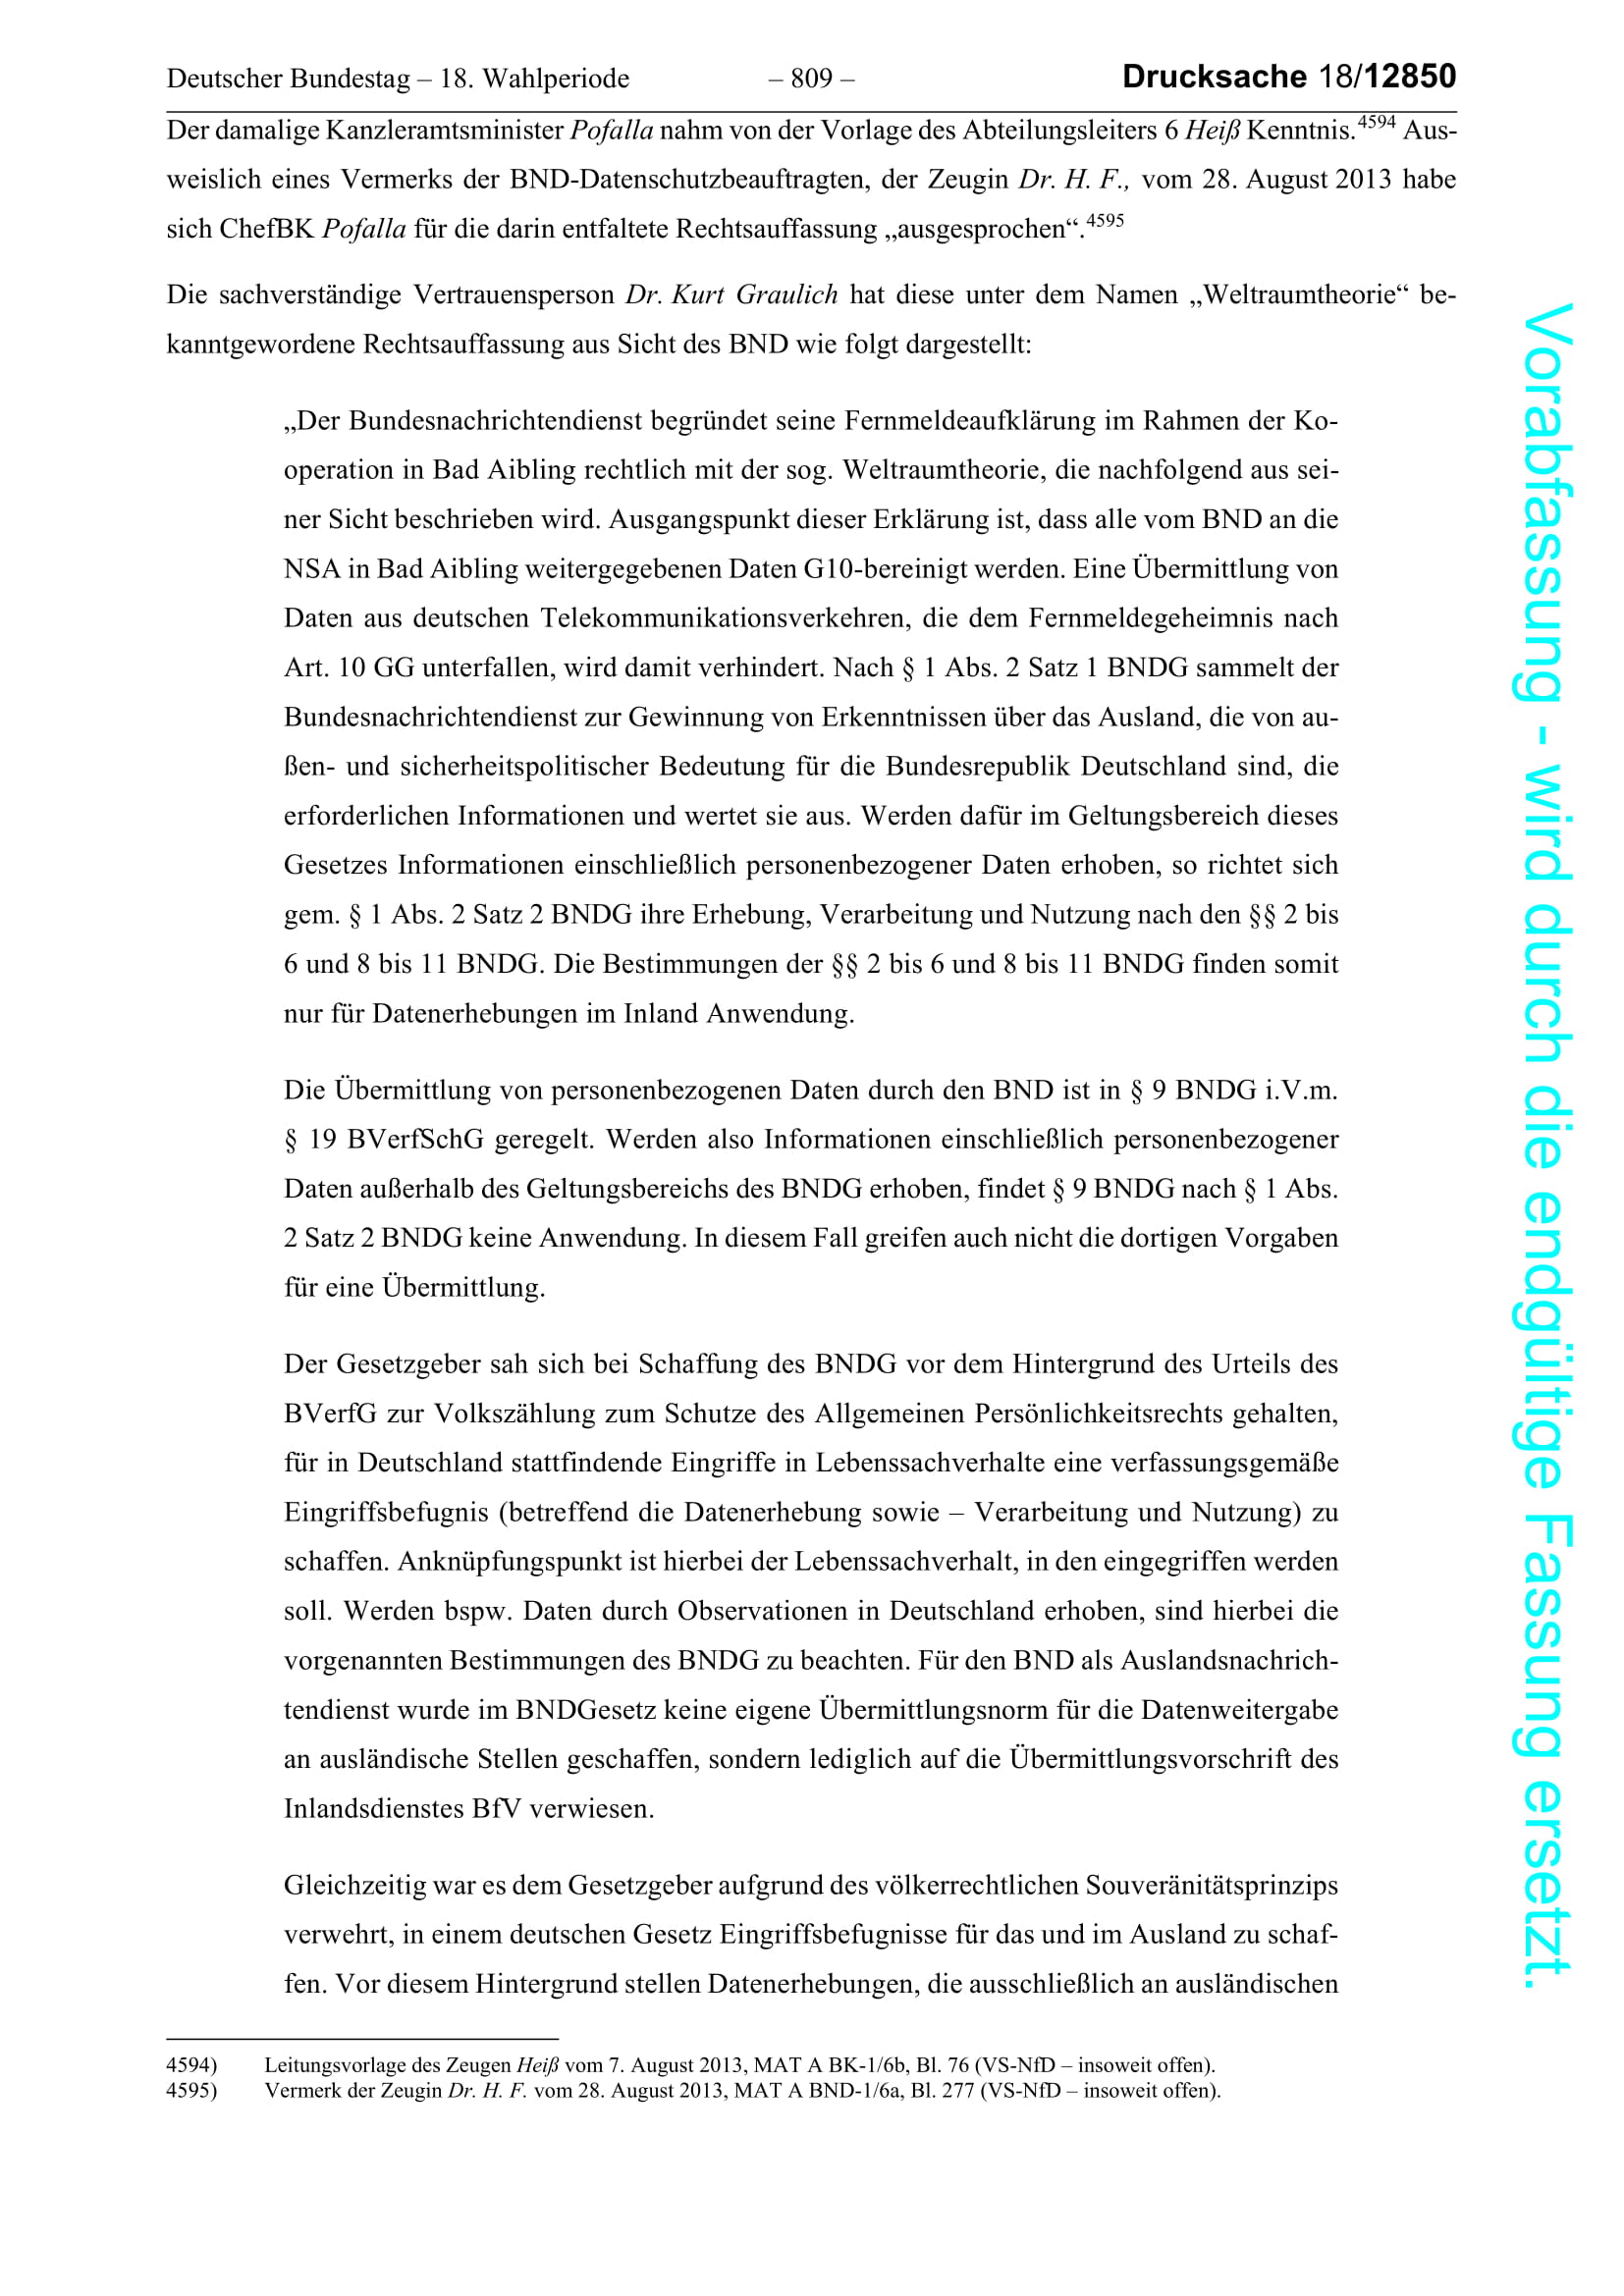 Deutscher Bundestag – 18. Wahlperiode – 809 – Drucksache 18/12850
Der damalige Kanzleramtsminister Pofalla nahm von der Vorlage des Abteilungsleiters 6 Heiß Kenntnis.4594 Aus-
weislich eines Vermerks der BND-Datenschutzbeauftragten, der Zeugin Dr. H. F., vom 28. August 2013 habe
sich ChefBK Pofalla für die darin entfaltete Rechtsauffassung „ausgesprochen“.4595
Die sachverständige Vertrauensperson Dr. Kurt Graulich hat diese unter dem Namen „Weltraumtheorie“ be-
kanntgewordene Rechtsauffassung aus Sicht des BND wie folgt dargestellt:
„Der Bundesnachrichtendienst begründet seine Fernmeldeaufklärung im Rahmen der Ko-
operation in Bad Aibling rechtlich mit der sog. Weltraumtheorie, die nachfolgend aus sei-
ner Sicht beschrieben wird. Ausgangspunkt dieser Erklärung ist, dass alle vom BND an die
NSA in Bad Aibling weitergegebenen Daten G10-bereinigt werden. Eine Übermittlung von
Daten aus deutschen Telekommunikationsverkehren, die dem Fernmeldegeheimnis nach
Art. 10 GG unterfallen, wird damit verhindert. Nach § 1 Abs. 2 Satz 1 BNDG sammelt der
Bundesnachrichtendienst zur Gewinnung von Erkenntnissen über das Ausland, die von au-
ßen- und sicherheitspolitischer Bedeutung für die Bundesrepublik Deutschland sind, die
erforderlichen Informationen und wertet sie aus. Werden dafür im Geltungsbereich dieses
Gesetzes Informationen einschließlich personenbezogener Daten erhoben, so richtet sich
gem. § 1 Abs. 2 Satz 2 BNDG ihre Erhebung, Verarbeitung und Nutzung nach den §§ 2 bis
6 und 8 bis 11 BNDG. Die Bestimmungen der §§ 2 bis 6 und 8 bis 11 BNDG finden somit
nur für Datenerhebungen im Inland Anwendung.
Die Übermittlung von personenbezogenen Daten durch den BND ist in § 9 BNDG i.V.m.
§ 19 BVerfSchG geregelt. Werden also Informationen einschließlich personenbezogener
Daten außerhalb des Geltungsbereichs des BNDG erhoben, findet § 9 BNDG nach § 1 Abs.
2 Satz 2 BNDG keine Anwendung. In diesem Fall greifen auch nicht die dortigen Vorgaben
für eine Übermittlung.
Der Gesetzgeber sah sich bei Schaffung des BNDG vor dem Hintergrund des Urteils des
BVerfG zur Volkszählung zum Schutze des Allgemeinen Persönlichkeitsrechts gehalten,
für in Deutschland stattfindende Eingriffe in Lebenssachverhalte eine verfassungsgemäße
Eingriffsbefugnis (betreffend die Datenerhebung sowie – Verarbeitung und Nutzung) zu
schaffen. Anknüpfungspunkt ist hierbei der Lebenssachverhalt, in den eingegriffen werden
soll. Werden bspw. Daten durch Observationen in Deutschland erhoben, sind hierbei die
vorgenannten Bestimmungen des BNDG zu beachten. Für den BND als Auslandsnachrich-
tendienst wurde im BNDGesetz keine eigene Übermittlungsnorm für die Datenweitergabe
an ausländische Stellen geschaffen, sondern lediglich auf die Übermittlungsvorschrift des
Inlandsdienstes BfV verwiesen.
Gleichzeitig war es dem Gesetzgeber aufgrund des völkerrechtlichen Souveränitätsprinzips
verwehrt, in einem deutschen Gesetz Eingriffsbefugnisse für das und im Ausland zu schaf-
fen. Vor diesem Hintergrund stellen Datenerhebungen, die ausschließlich an ausländischen
4594) Leitungsvorlage des Zeugen Heiß vom 7. August 2013, MAT A BK-1/6b, Bl. 76 (VS-NfD – insoweit offen).
4595) Vermerk der Zeugin Dr. H. F. vom 28. August 2013, MAT A BND-1/6a, Bl. 277 (VS-NfD – insoweit offen).
Vorabfassung - wird durch die endgültige Fassung ersetzt.